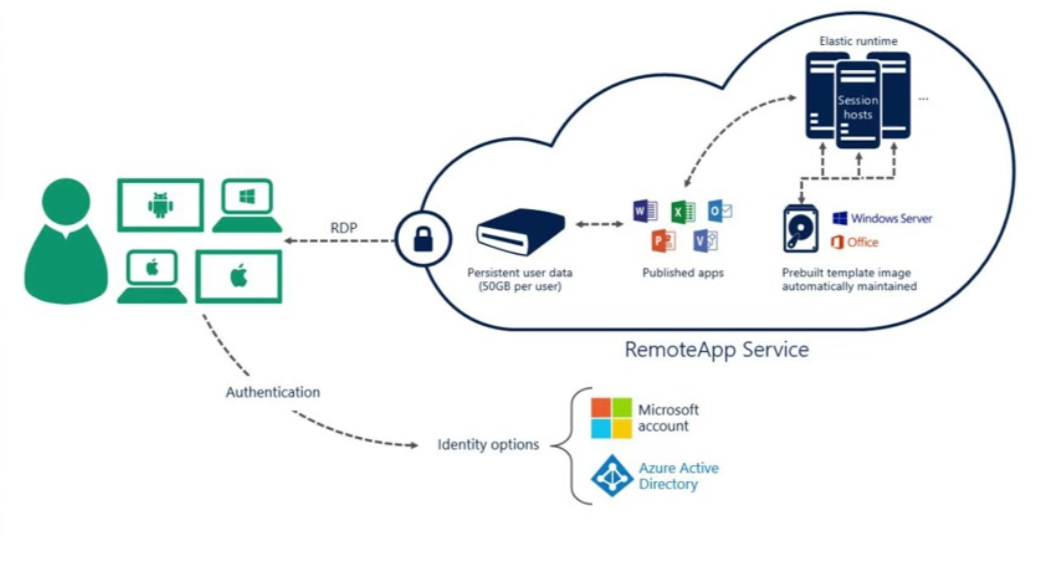 Elastic runtime
Session
hosts
...
RDP
W
X
O
P
V
Windows Server
Office
Persistent user data
(50GB per user)
Published apps
Prebuilt template image
automatically maintained
RemoteApp Service
Authentication
Identity options
Microsoft
account
Azure Active
Directory